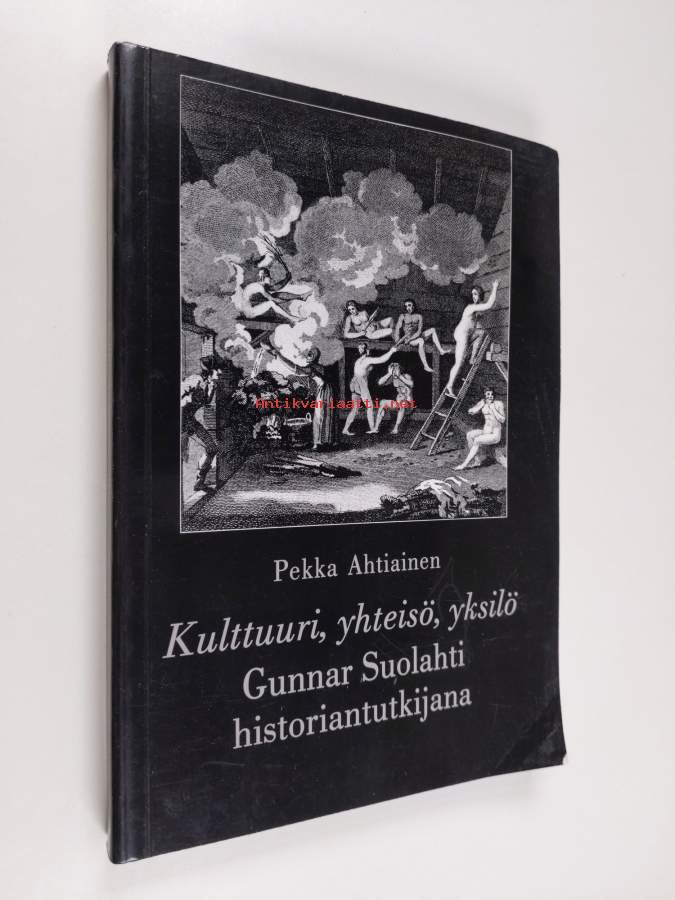 Antikvariaatti.net
Pekka Ahtiainen
Kulttuuri, yhteisö, yksilö
Gunnar Suolahti
historiantutkijana